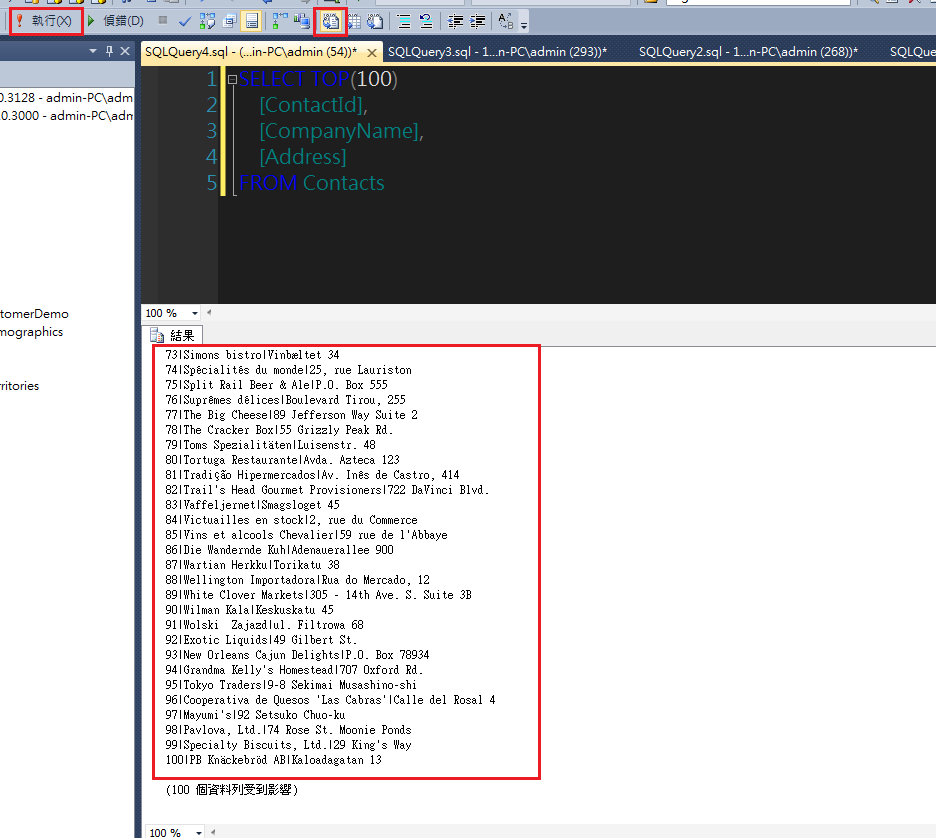 執行(X) 偵錯(D)
SQLQuery4.sql - (...in-PC\admin (54))* SQLQuery3.sql - 1...n-PC\admin (293))* SQLQuery2.sql - 1...n-PC\admin (268))* SQLQue
0.3128 - admin-PC\adm
.0.3000 - admin-PC\adm
tomerDemo
mographics
ritories
1 SELECT TOP(100)
2 [ContactId],
3 [CompanyName],
4 [Address]
5 FROM Contacts
100 %
結果
73|Simons bistro|Vinbæltet 34
74|Spécialités du monde|25, rue Lauriston
75|Split Rail Beer & Ale|P.O. Box 555
76|Suprêmes délices|Boulevard Tirou, 255
77|The Big Cheese|89 Jefferson Way Suite 2
78|The Cracker Box|55 Grizzly Peak Rd.
79|Toms Spezialitäten|Luisenstr. 48
80|Tortuga Restaurante|Avda. Azteca 123
81|Tradição Hipermercados|Av. Inês de Castro, 414
82|Trail's Head Gourmet Provisioners|722 DaVinci Blvd.
83|Vaffeljernet|Smagsloget 45
84|Victuailles en stock|2, rue du Commerce
85|Vins et alcools Chevalier|59 rue de l'Abbaye
86|Die Wandernde Kuh|Adenauerallee 900
87|Wartian Herkku|Torikatu 38
88|Wellington Importadora|Rua do Mercado, 12
89|White Clover Markets|305 - 14th Ave. S. Suite 3B
90|Wilman Kala|Keskuskatu 45
91|Wolski  Zajazd|ul. Filtrowa 68
92|Exotic Liquids|49 Gilbert St.
93|New Orleans Cajun Delights|P.O. Box 78934
94|Grandma Kelly's Homestead|707 Oxford Rd.
95|Tokyo Traders|9-8 Sekimai Musashino-shi
96|Cooperativa de Quesos 'Las Cabras'|Calle del Rosal 4
97|Mayumi's|92 Setsuko Chuo-ku
98|Pavlova, Ltd.|74 Rose St. Moonie Ponds
99|Specialty Biscuits, Ltd.|29 King's Way
100|PB Knäckebröd AB|Kaloadagatan 13
(100 個資料列受到影響)
100 %